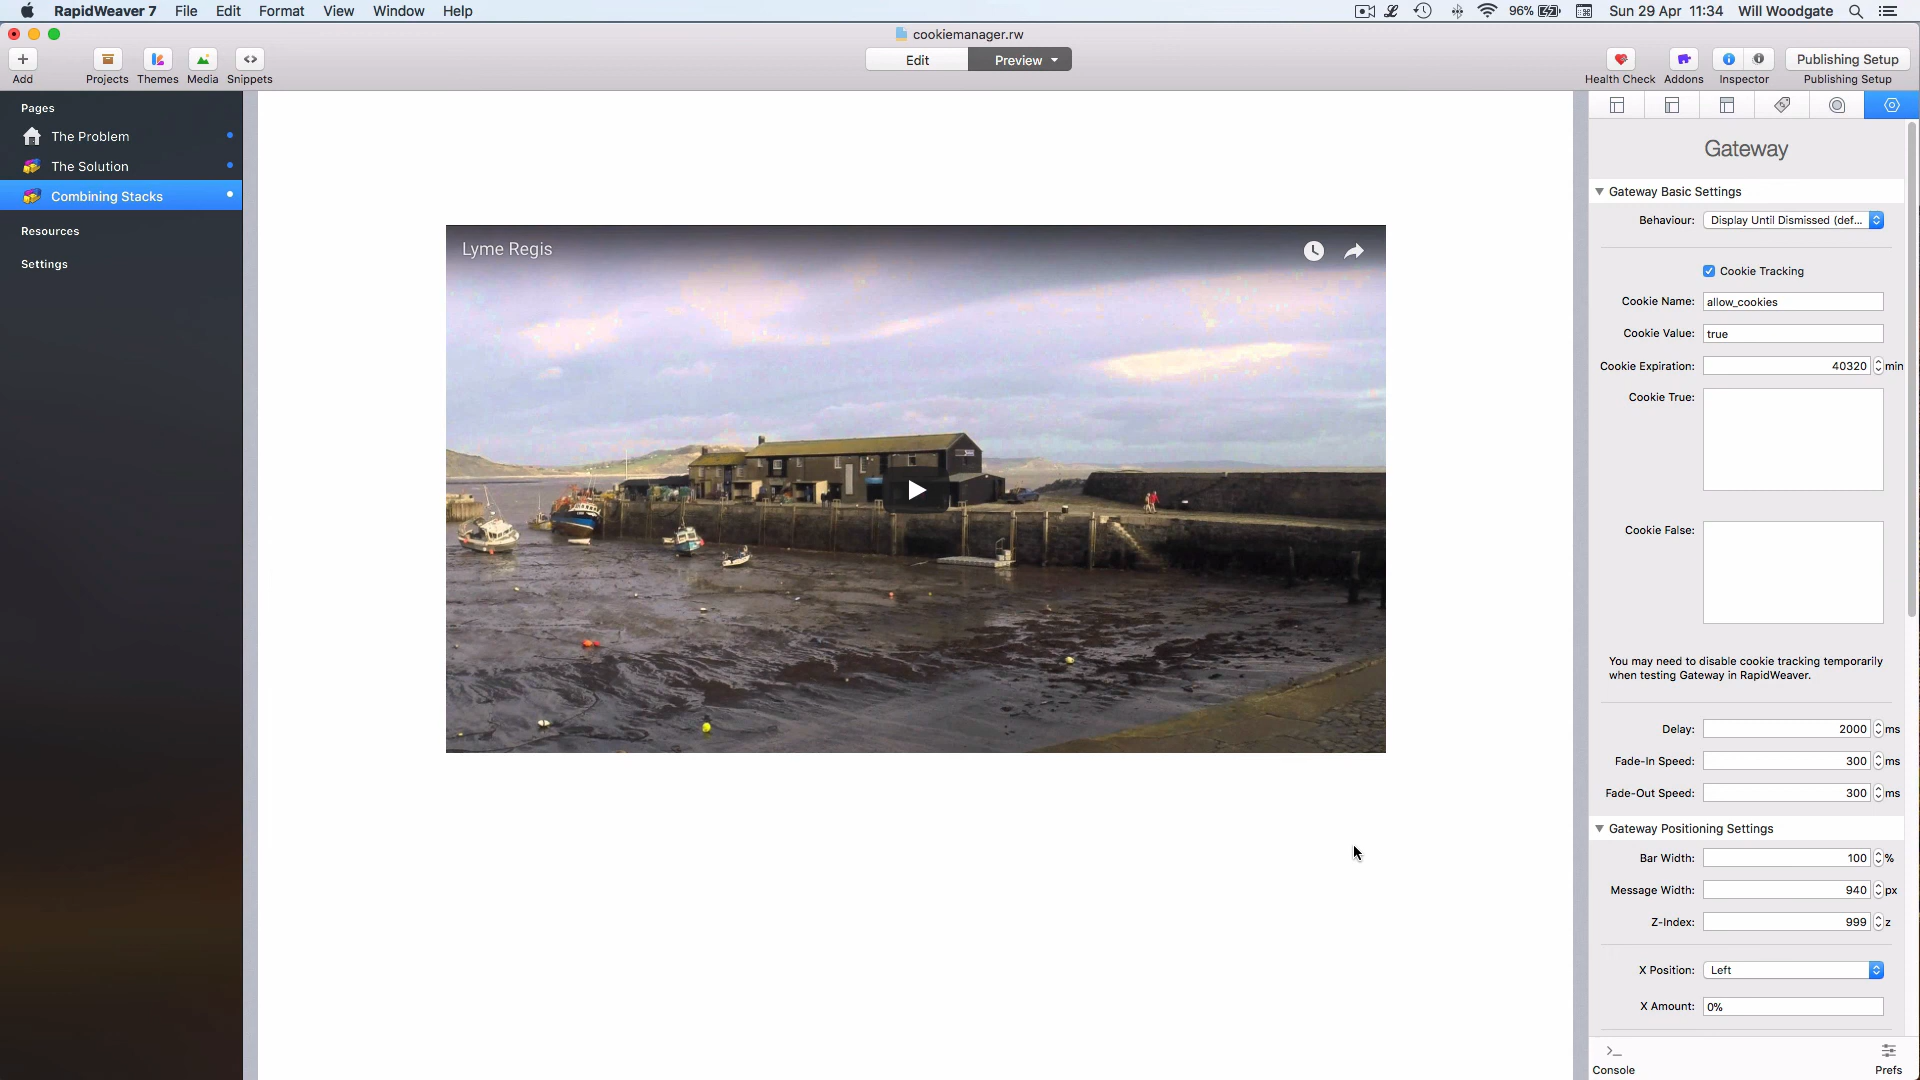 RapidWeaver 7 File Edit Format View Window Help
96% Sun 29 Apr 11:34 Will Woodgate
cookiemanager.rw
Edit Preview
Publishing Setup
Add Projects Themes Media Snippets
Health Check Addons Inspector Publishing Setup
Pages
The Problem
The Solution
Combining Stacks
Resources
Settings
Lyme Regis
Gateway
Gateway Basic Settings
Behaviour: Display Until Dismissed (def...
Cookie Tracking
Cookie Name: allow_cookies
Cookie Value: true
Cookie Expiration: 40320 min
Cookie True:
Cookie False:
You may need to disable cookie tracking temporarily
when testing Gateway in RapidWeaver.
Delay: 2000 ms
Fade-In Speed: 300 ms
Fade-Out Speed: 300 ms
Gateway Positioning Settings
Bar Width: 100 %
Message Width: 940 px
Z-Index: 999 z
X Position: Left
X Amount: 0%
Console Prefs